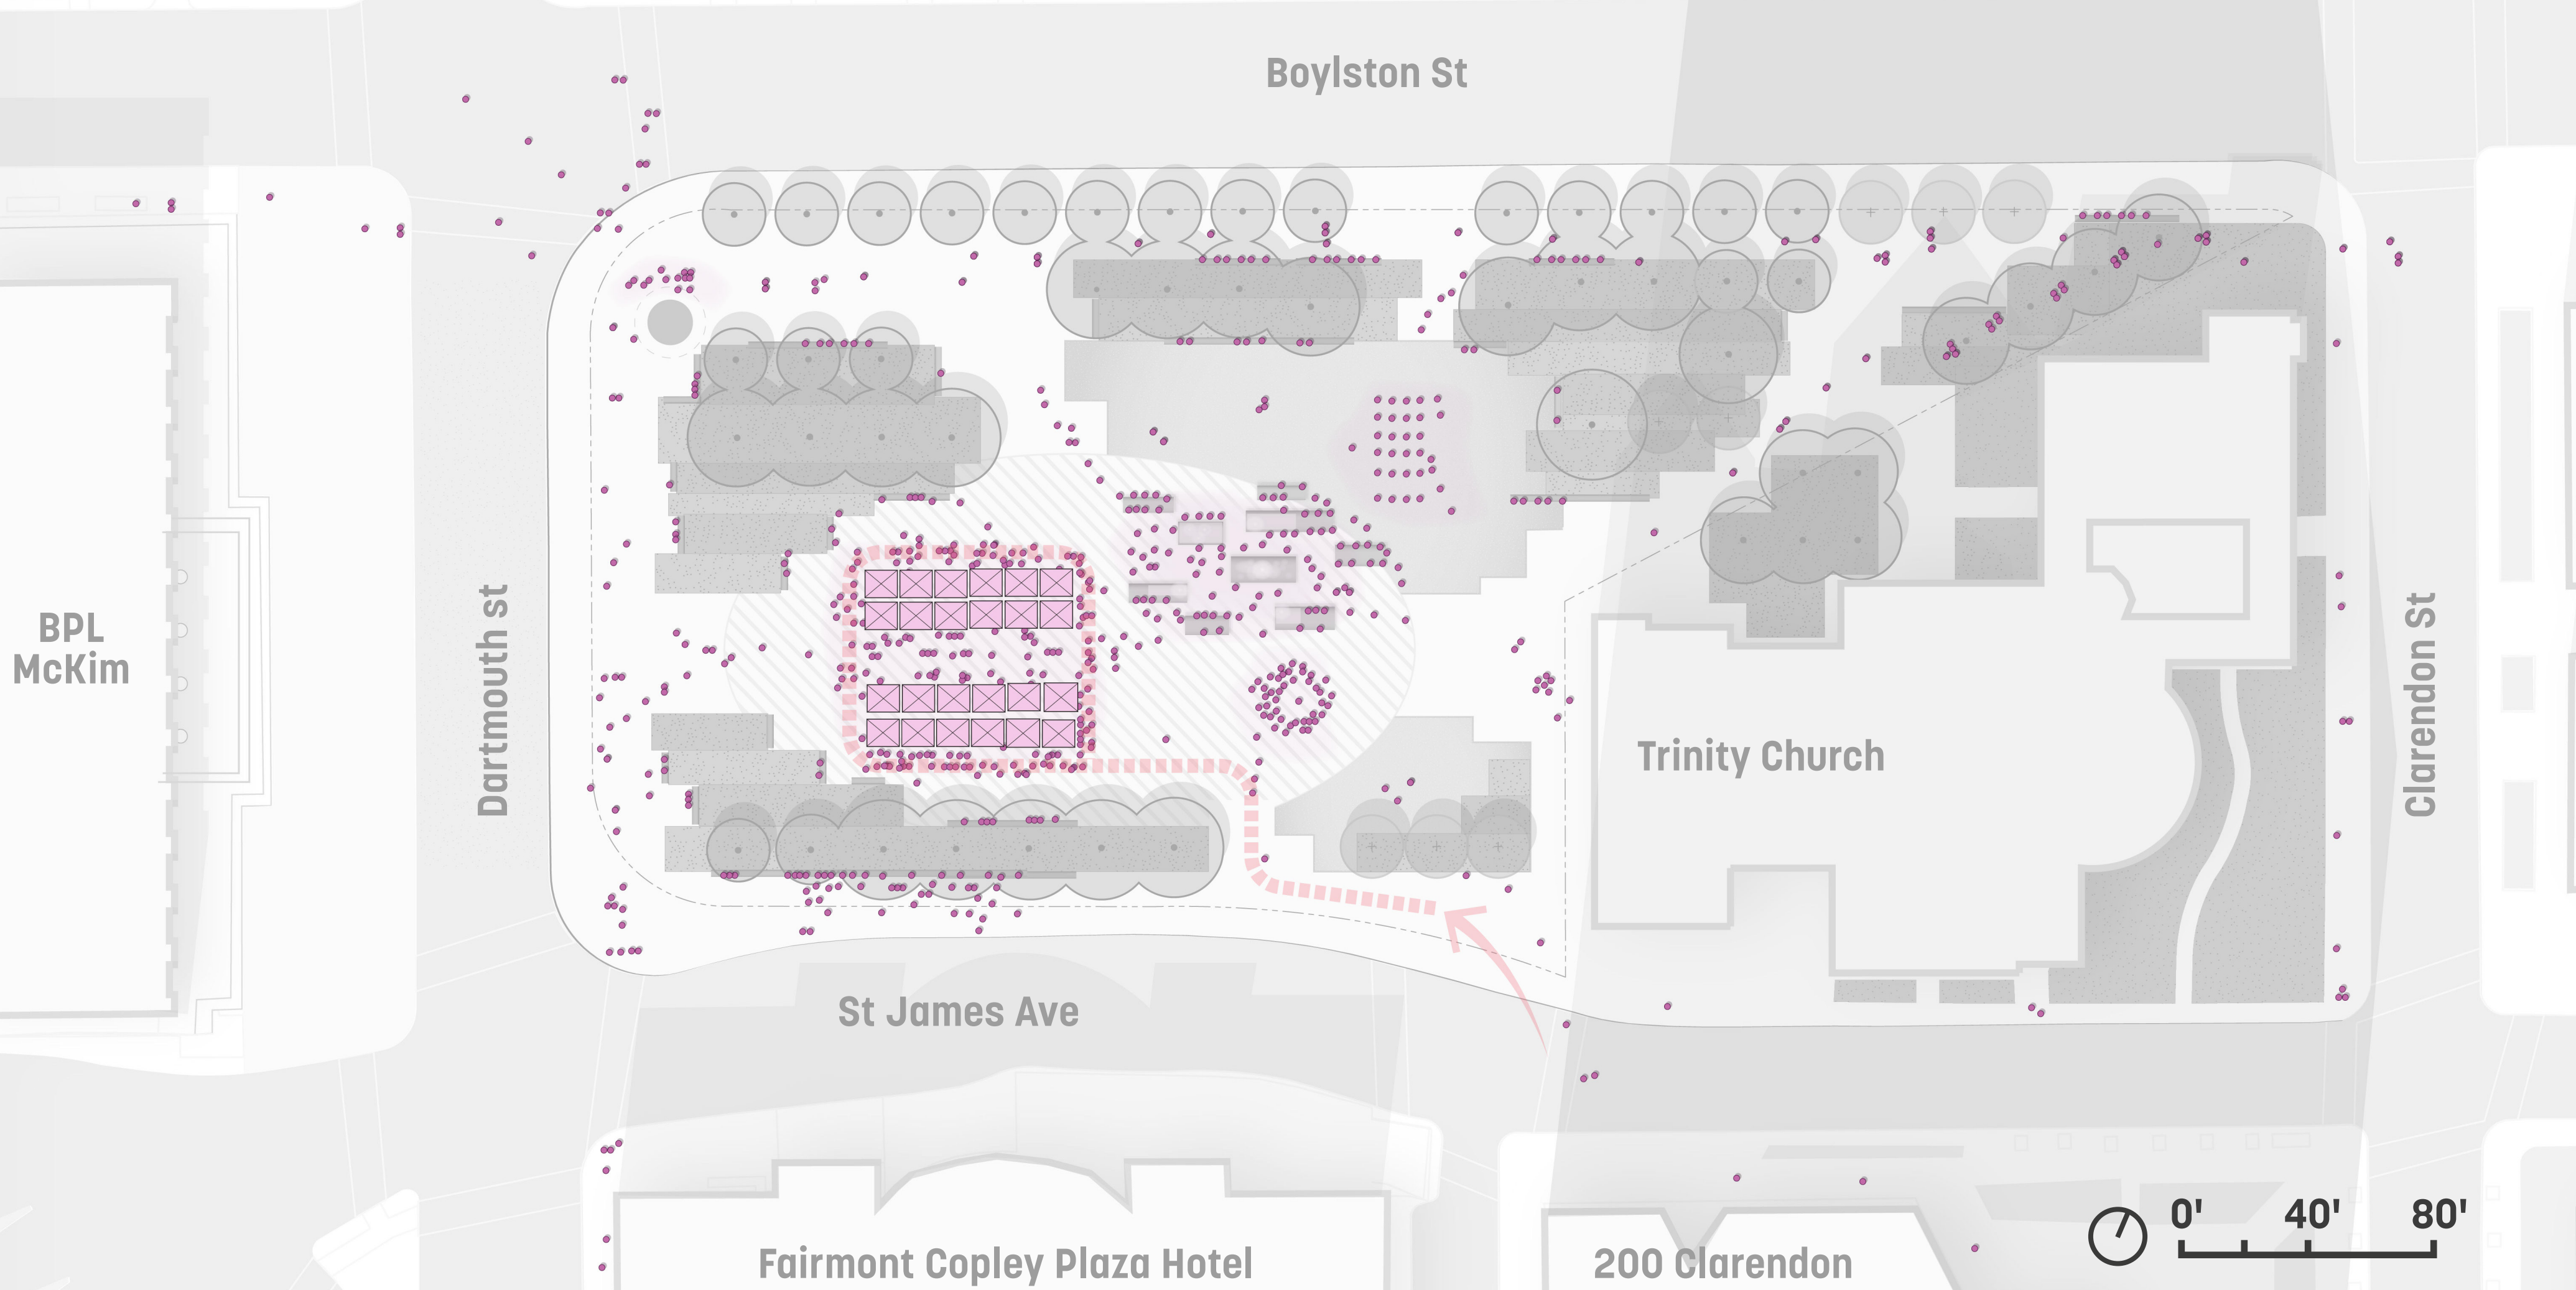 Boylston St
BPL
McKim
Dartmouth st
Trinity Church
Clarendon St
St James Ave
Fairmont Copley Plaza Hotel
200 Clarendon
0' 40' 80'